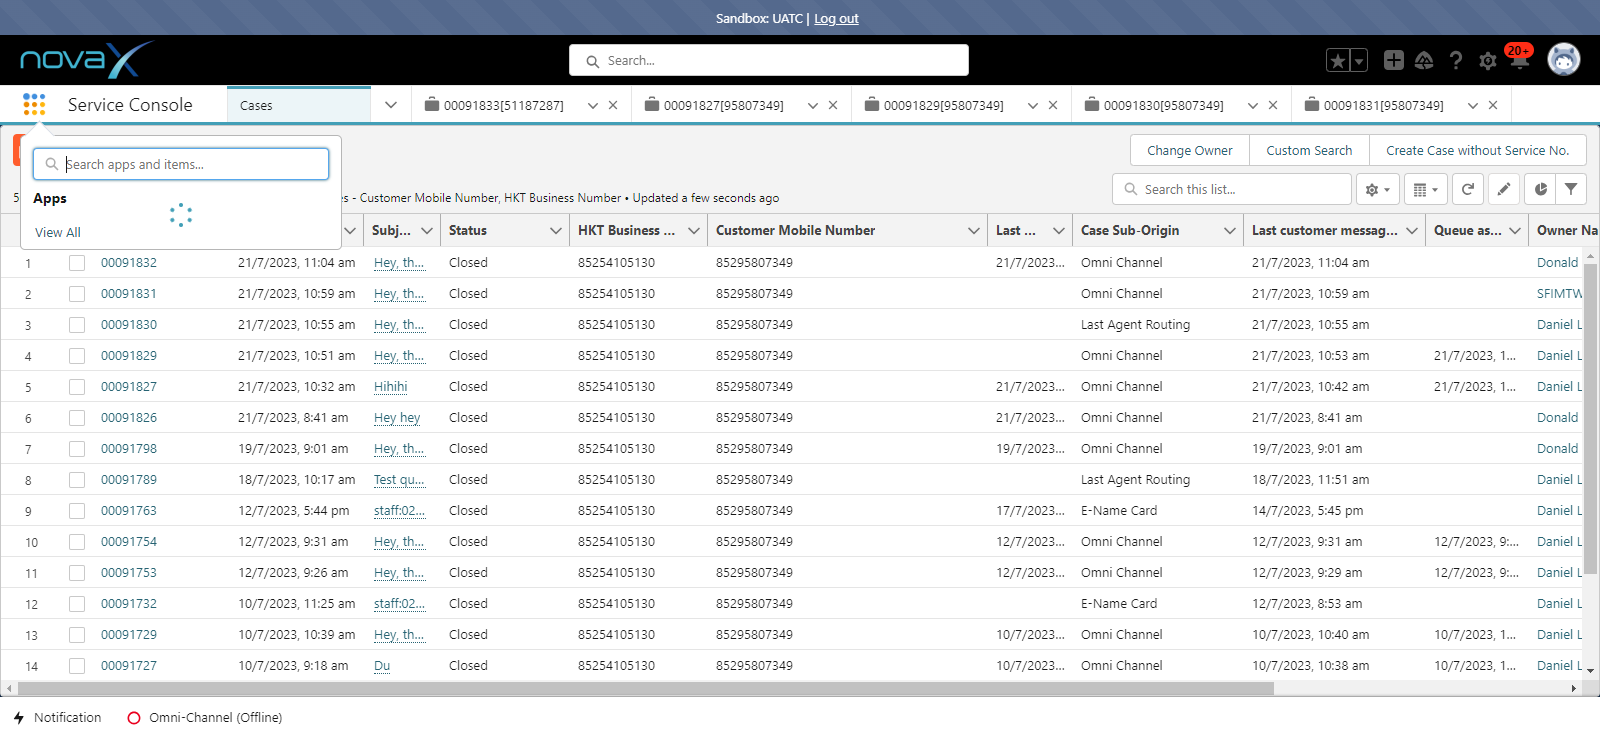 Sandbox: UATC | Log out
novaX
Search...
20+
Service Console
Cases
00091833[51187287]
00091827[95807349]
00091829[95807349]
00091830[95807349]
00091831[95807349]
Search apps and items...
Apps
View All
Change Owner
Custom Search
Create Case without Service No.
5
s - Customer Mobile Number, HKT Business Number • Updated a few seconds ago
Search this list...
Subj... Status HKT Business ... Customer Mobile Number Last ... Case Sub-Origin Last customer messag... Queue as... Owner Na
1 00091832 21/7/2023, 11:04 am Hey, th... Closed 85254105130 85295807349 21/7/2023... Omni Channel 21/7/2023, 11:04 am Donald
2 00091831 21/7/2023, 10:59 am Hey, th... Closed 85254105130 85295807349 Omni Channel 21/7/2023, 10:59 am SFIMTW
3 00091830 21/7/2023, 10:55 am Hey, th... Closed 85254105130 85295807349 Last Agent Routing 21/7/2023, 10:55 am Daniel L
4 00091829 21/7/2023, 10:51 am Hey, th... Closed 85254105130 85295807349 Omni Channel 21/7/2023, 10:53 am 21/7/2023, 1... Daniel L
5 00091827 21/7/2023, 10:32 am Hihihi Closed 85254105130 85295807349 21/7/2023... Omni Channel 21/7/2023, 10:42 am 21/7/2023, 1... Daniel L
6 00091826 21/7/2023, 8:41 am Hey hey Closed 85254105130 85295807349 21/7/2023... Omni Channel 21/7/2023, 8:41 am Donald
7 00091798 19/7/2023, 9:01 am Hey, th... Closed 85254105130 85295807349 19/7/2023... Omni Channel 19/7/2023, 9:01 am Donald
8 00091789 18/7/2023, 10:17 am Test qu... Closed 85254105130 85295807349 Last Agent Routing 18/7/2023, 11:51 am Daniel L
9 00091763 12/7/2023, 5:44 pm staff:02... Closed 85254105130 85295807349 17/7/2023... E-Name Card 14/7/2023, 5:45 pm Daniel L
10 00091754 12/7/2023, 9:31 am Hey, th... Closed 85254105130 85295807349 12/7/2023... Omni Channel 12/7/2023, 9:31 am 12/7/2023, 9:... Daniel L
11 00091753 12/7/2023, 9:26 am Hey, th... Closed 85254105130 85295807349 12/7/2023... Omni Channel 12/7/2023, 9:29 am 12/7/2023, 9:... Daniel L
12 00091732 10/7/2023, 11:25 am staff:02... Closed 85254105130 85295807349 E-Name Card 12/7/2023, 8:53 am Daniel L
13 00091729 10/7/2023, 10:39 am Hey, th... Closed 85254105130 85295807349 10/7/2023... Omni Channel 10/7/2023, 10:40 am 10/7/2023, 1... Daniel L
14 00091727 10/7/2023, 9:18 am Du Closed 85254105130 85295807349 10/7/2023... Omni Channel 10/7/2023, 10:38 am 10/7/2023, 1... Daniel L
Notification
Omni-Channel (Offline)